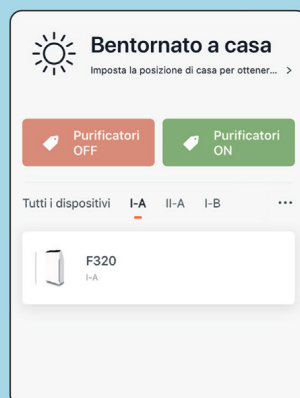 Bentornato a casa
Imposta la posizione di casa per ottener... >
Purificatori
OFF
Purificatori
ON
Tutti i dispositivi I-A II-A I-B ...
F320
I-A